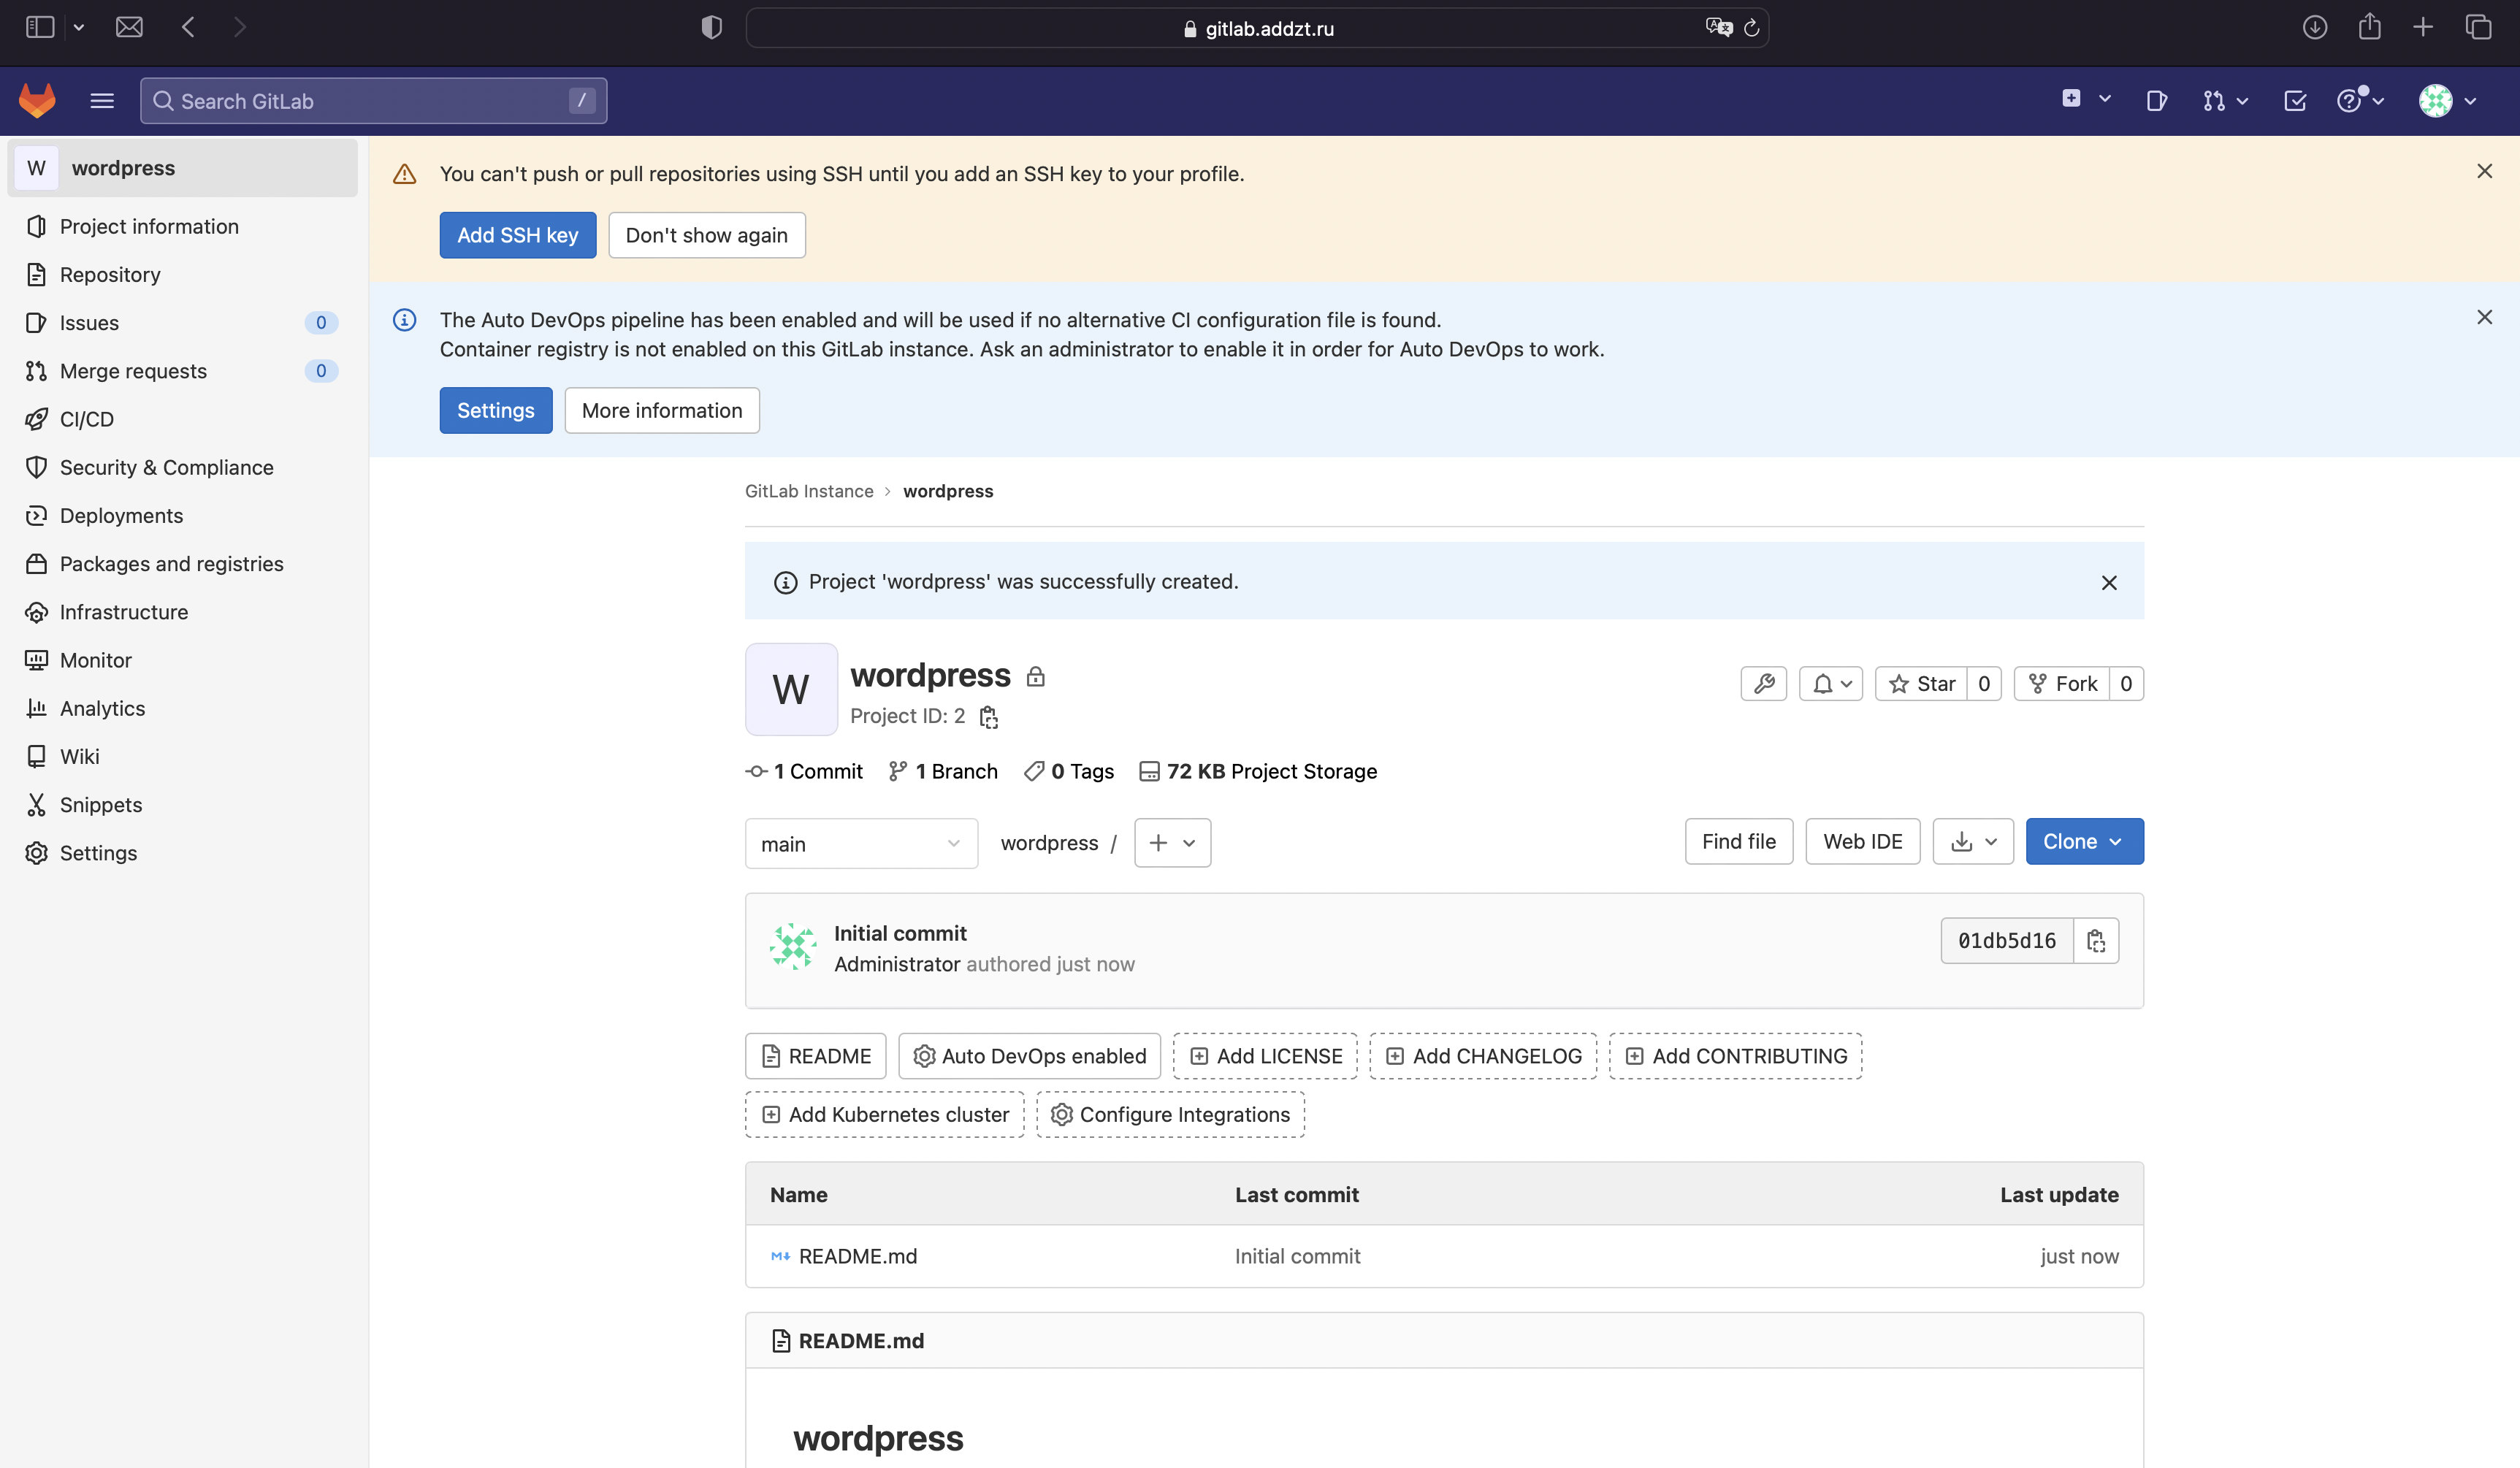 gitlab.addzt.ru
Search GitLab /
W wordpress
Project information
Repository
Issues 0
Merge requests 0
CI/CD
Security & Compliance
Deployments
Packages and registries
Infrastructure
Monitor
Analytics
Wiki
Snippets
Settings
You can't push or pull repositories using SSH until you add an SSH key to your profile.
Add SSH key Don't show again
The Auto DevOps pipeline has been enabled and will be used if no alternative CI configuration file is found.
Container registry is not enabled on this GitLab instance. Ask an administrator to enable it in order for Auto DevOps to work.
Settings More information
GitLab Instance > wordpress
Project 'wordpress' was successfully created.
W wordpress
Project ID: 2
Star 0 Fork 0
1 Commit 1 Branch 0 Tags 72 KB Project Storage
main wordpress / + Find file Web IDE Clone
Initial commit
Administrator authored just now
01db5d16
README Auto DevOps enabled Add LICENSE Add CHANGELOG Add CONTRIBUTING
Add Kubernetes cluster Configure Integrations
Name Last commit Last update
README.md Initial commit just now
README.md
wordpress